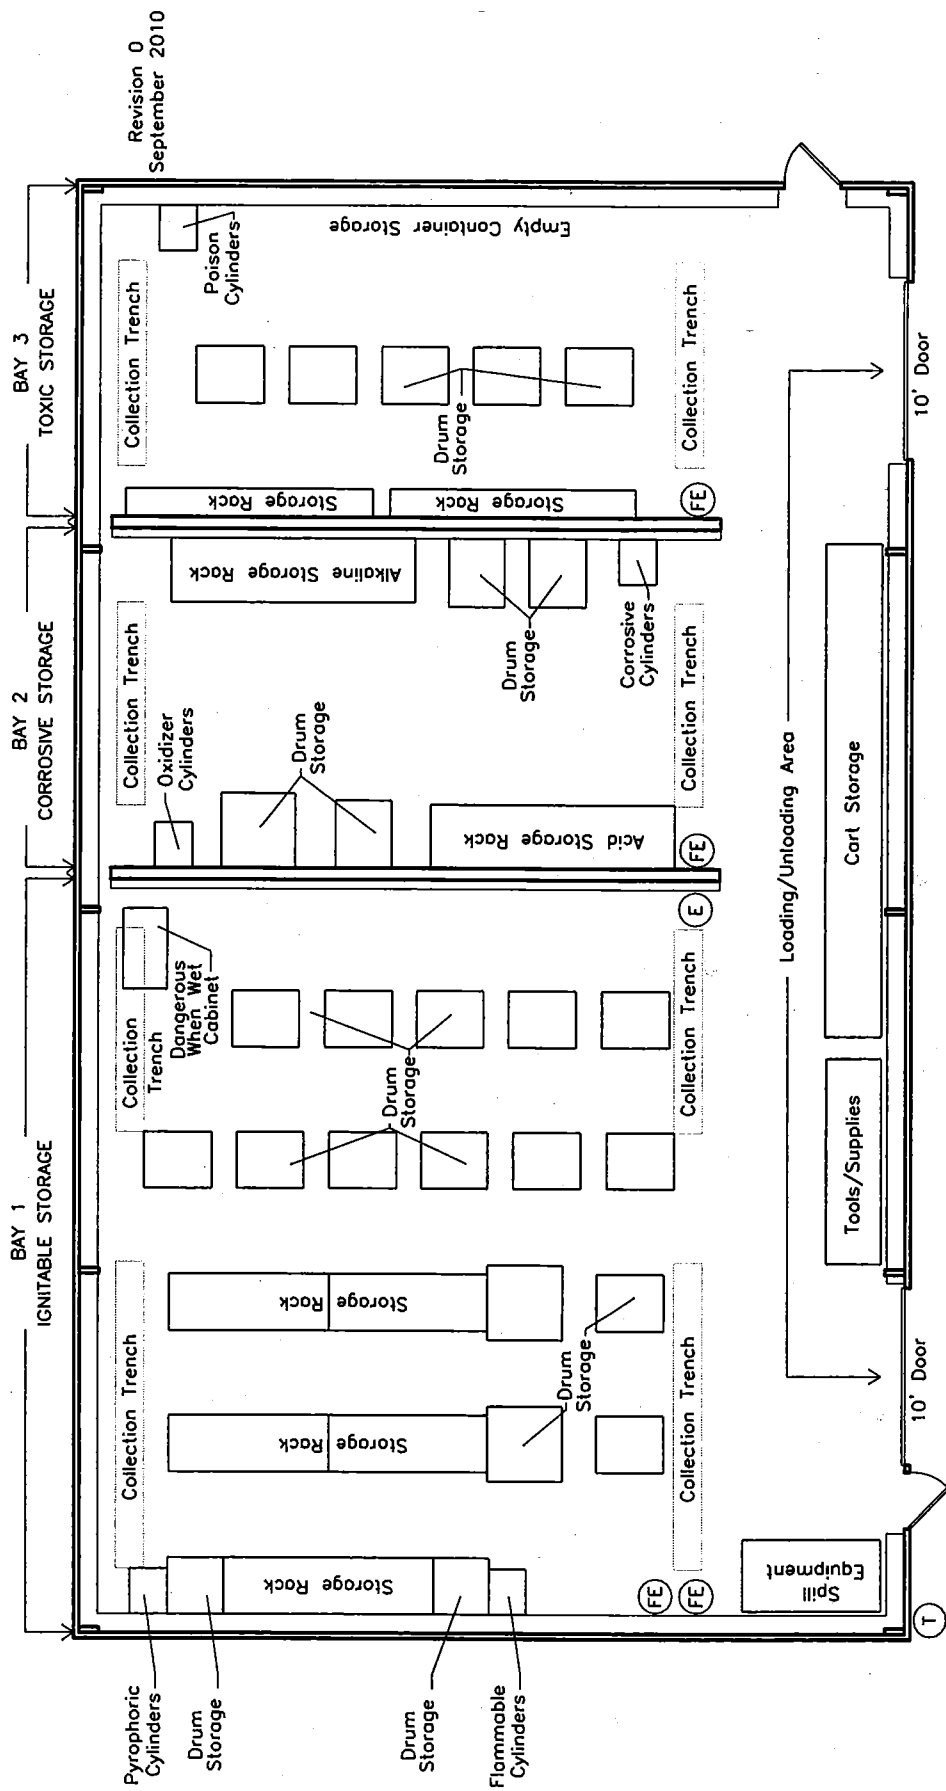 Revision 0
September 2010
BAY 1
IGNITABLE STORAGE
BAY 2
CORROSIVE STORAGE
BAY 3
TOXIC STORAGE
Pyrophoric
Cylinders
Drum
Storage
Drum
Storage
Flammable
Cylinders
Storage Rack
Collection Trench
Storage
Rack
Storage
Rack
Drum
Storage
Collection Trench
FE
FE
Collection
Trench
Dangerous
When Wet
Cabinet
Drum
Storage
Drum
Storage
Collection Trench
E
Collection Trench
Oxidizer
Cylinders
Drum
Storage
Acid Storage Rack
Alkaline Storage Rack
Drum
Storage
Corrosive
Cylinders
Collection Trench
FE
Collection Trench
Poison
Cylinders
Storage Rack
Storage Rack
Drum
Storage
Empty Container Storage
Collection Trench
FE
Spill
Equipment
Loading/Unloading Area
Tools/Supplies
Cart Storage
T
10' Door
10' Door